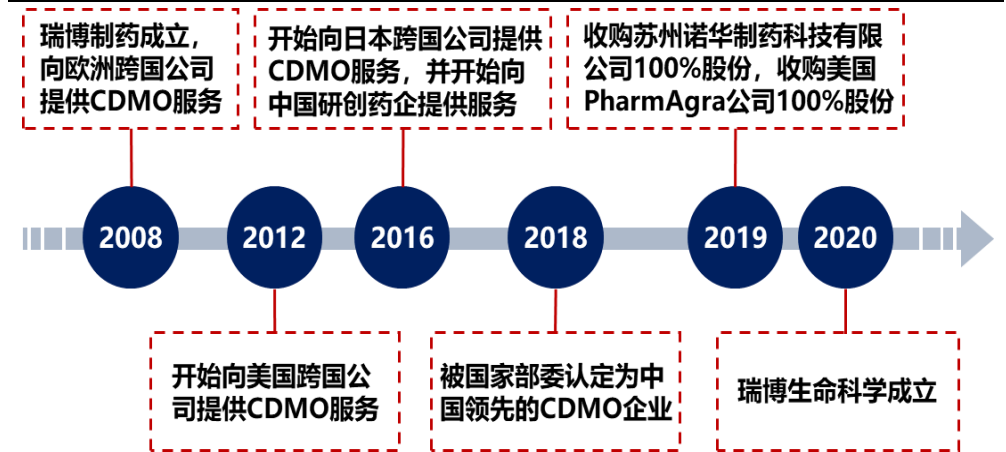 瑞博制药成立，
向欧洲跨国公司
提供CDMO服务
开始向日本跨国公司提供
CDMO服务，并开始向
中国研创药企提供服务
收购苏州诺华制药科技有限
公司100%股份，收购美国
PharmAgra公司100%股份
2008
2012
2016
2018
2019
2020
开始向美国跨国公
司提供CDMO服务
被国家部委认定为中
国领先的CDMO企业
瑞博生命科学成立